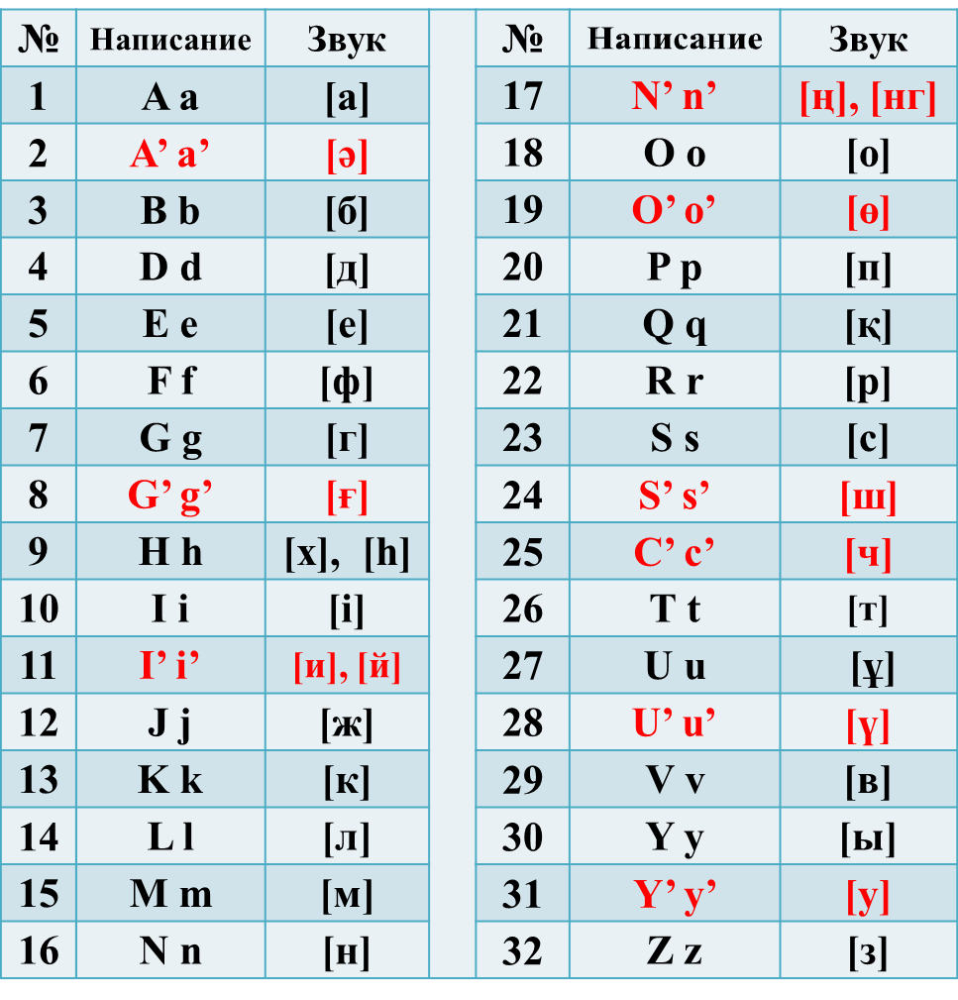 № Написание Звук № Написание Звук
1 A a [а] 17 N’ n’ [ң], [нг]
2 A’ a’ [ә] 18 O o [о]
3 B b [б] 19 O’ o’ [ө]
4 D d [д] 20 P p [п]
5 E e [е] 21 Q q [қ]
6 F f [ф] 22 R r [р]
7 G g [г] 23 S s [с]
8 G’ g’ [ғ] 24 S’ s’ [ш]
9 H h [х], [h] 25 C’ c’ [ч]
10 I i [і] 26 T t [т]
11 I’ i’ [и], [й] 27 U u [ұ]
12 J j [ж] 28 U’ u’ [ү]
13 K k [к] 29 V v [в]
14 L l [л] 30 Y y [ы]
15 M m [м] 31 Y’ y’ [у]
16 N n [н] 32 Z z [з]